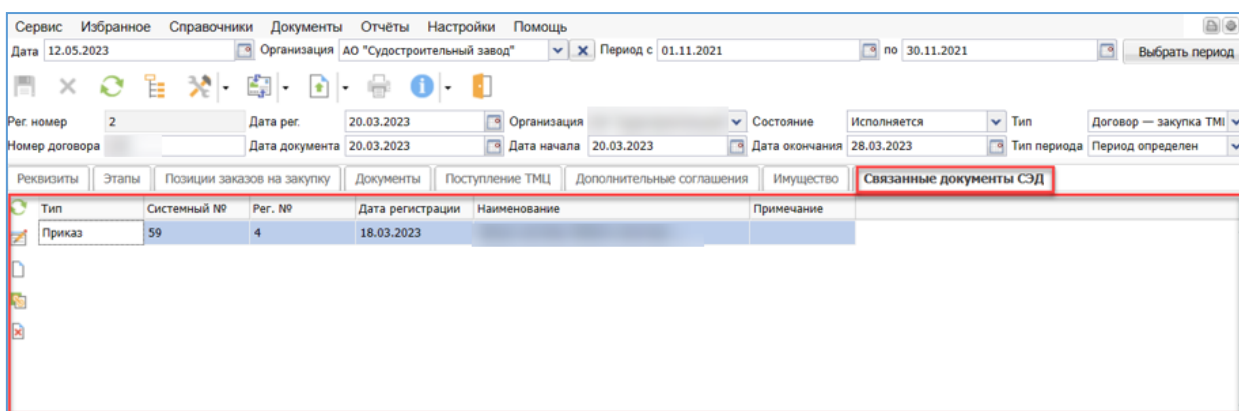 Сервис Избранное Справочники Документы Отчёты Настройки Помощь
Дата 12.05.2023 Организация АО "Судостроительный завод" Период с 01.11.2021 по 30.11.2021 Выбрать период
Рег. номер 2 Дата рег. 20.03.2023 Организация Состояние Исполняется Тип Договор — закупка ТМЦ
Номер договора Дата документа 20.03.2023 Дата начала 20.03.2023 Дата окончания 28.03.2023 Тип периода Период определен
Реквизиты Этапы Позиции заказов на закупку Документы Поступление ТМЦ Дополнительные соглашения Имущество Связанные документы СЭД
Тип Системный № Рег. № Дата регистрации Наименование Примечание
Приказ 59 4 18.03.2023